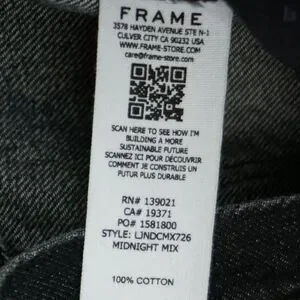 FRAME
3578 HAYDEN AVENUE STE N-1
CULVER CITY CA 90232 USA
WWW.FRAME-STORE.COM
care@frame-store.com
SCAN HERE TO SEE HOW I'M
BUILDING A MORE
SUSTAINABLE FUTURE
SCANNEZ ICI POUR DÉCOUVRIR
COMMENT JE CONSTRUIS UN
FUTUR PLUS DURABLE
RN# 139021
CA# 19371
PO# 1581800
STYLE: LJNDCMX726
MIDNIGHT MIX
100% COTTON